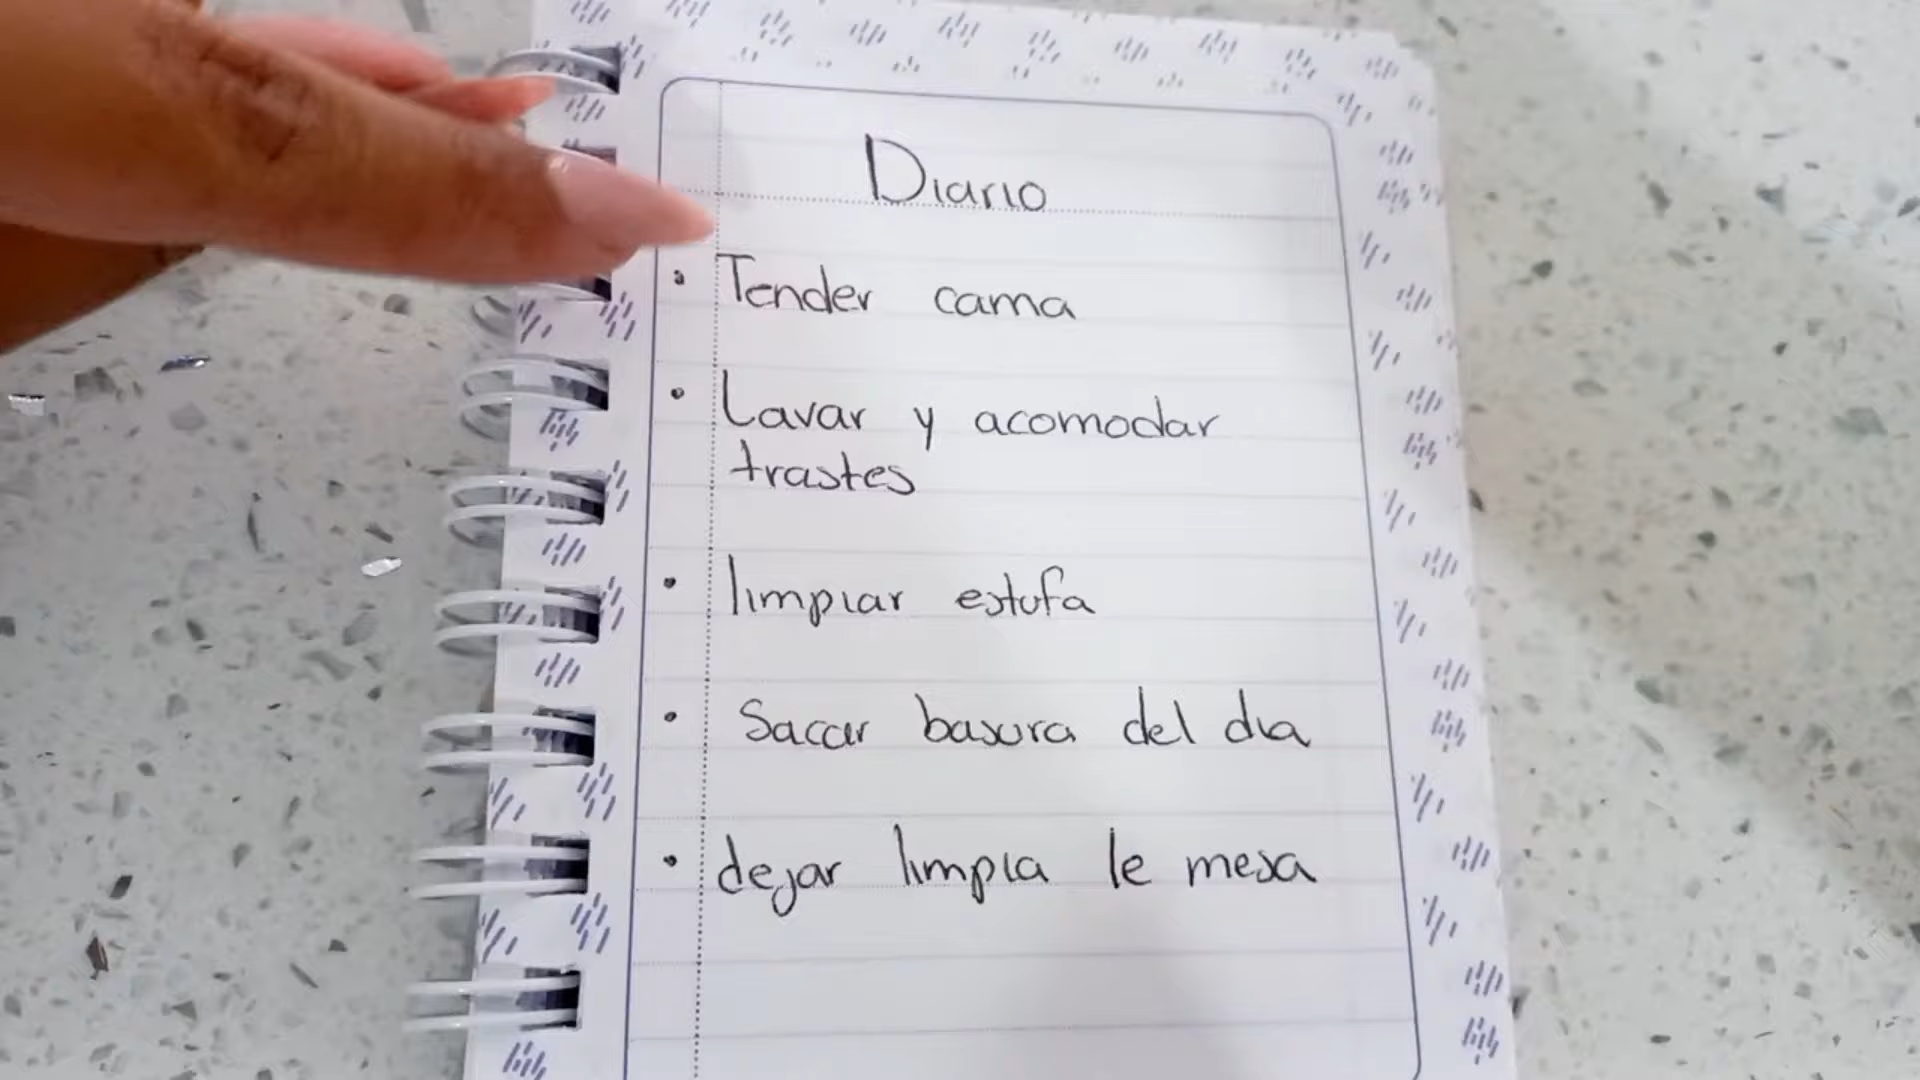 Diario
• Tender cama
• Lavar y acomodar
trastes
• limpiar estufa
• Sacar basura del dia
• dejar limpia le mesa